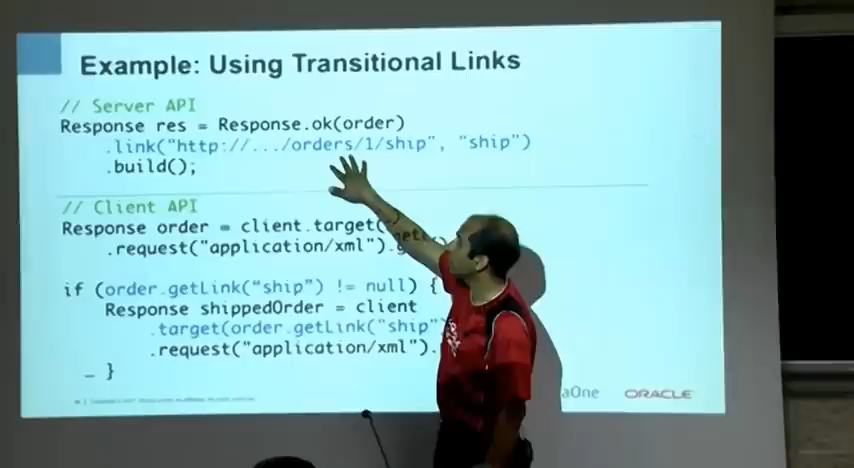 Example: Using Transitional Links
// Server API
Response res = Response.ok(order)
.link("http://.../orders/1/ship", "ship")
.build();
// Client API
Response order = client.target(
.request("application/xml").get(
if (order.getLink("ship") != null) {
Response shippedOrder = client
.target(order.getLink("ship"
.request("application/xml").
_ }
aOne ORACLE